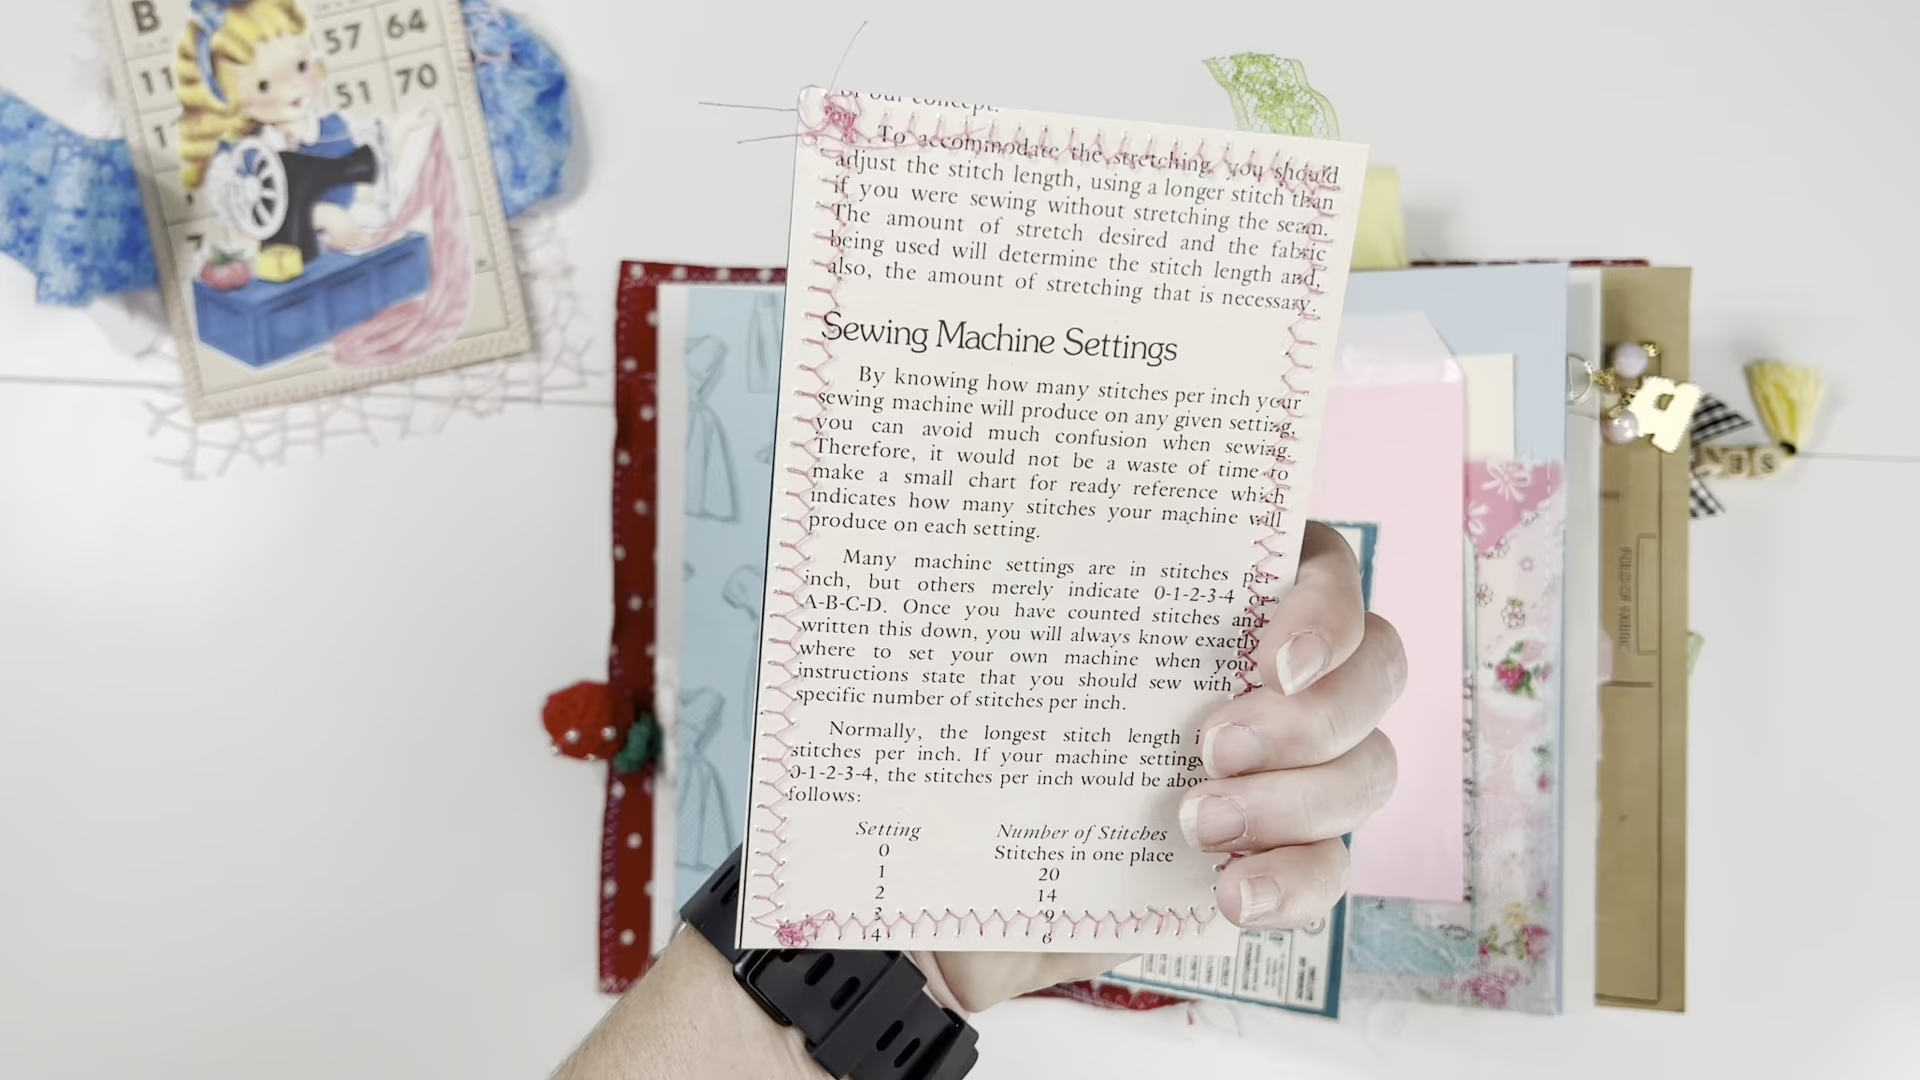 B
57 64
11
51 70
1
7
of our concept.
To accommodate the stretching, you should
adjust the stitch length, using a longer stitch than
if you were sewing without stretching the seam.
The amount of stretch desired and the fabric
being used will determine the stitch length and,
also, the amount of stretching that is necessary.
Sewing Machine Settings
By knowing how many stitches per inch your
sewing machine will produce on any given setting,
you can avoid much confusion when sewing.
Therefore, it would not be a waste of time to
make a small chart for ready reference which
indicates how many stitches your machine will
produce on each setting.
Many machine settings are in stitches per
inch, but others merely indicate 0-1-2-3-4 or
A-B-C-D. Once you have counted stitches and
written this down, you will always know exactly
where to set your own machine when your
instructions state that you should sew with
specific number of stitches per inch.
Normally, the longest stitch length i
stitches per inch. If your machine settings
0-1-2-3-4, the stitches per inch would be abou
follows:
Setting Number of Stitches
0 Stitches in one place
1 20
2 14
3 9
4 6